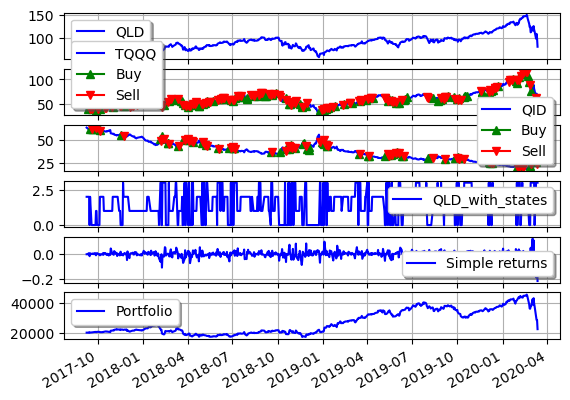 150
100
QLD
100
50
TQQQ
Buy
Sell
50
25
QID
Buy
Sell
2.5
0.0
QLD_with_states
0.0
−0.2
Simple returns
40000
20000
Portfolio
2017-10
2018-01
2018-04
2018-07
2018-10
2019-01
2019-04
2019-07
2019-10
2020-01
2020-04